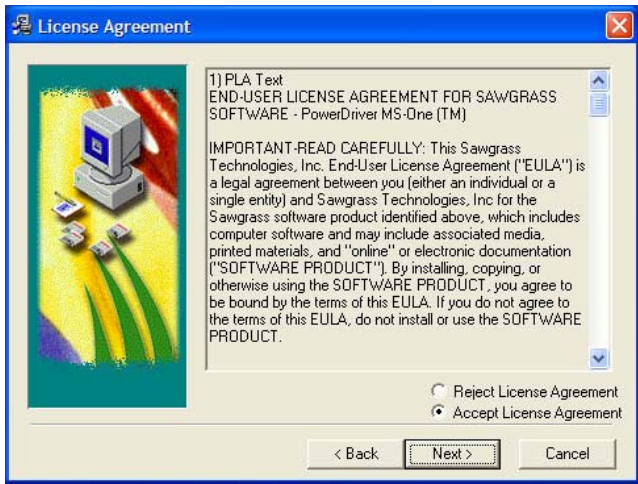 License Agreement
1) PLA Text
END-USER LICENSE AGREEMENT FOR SAWGRASS
SOFTWARE - PowerDriver MS-One (TM)
IMPORTANT-READ CAREFULLY: This Sawgrass
Technologies, Inc. End-User License Agreement ("EULA") is
a legal agreement between you (either an individual or a
single entity) and Sawgrass Technologies, Inc for the
Sawgrass software product identified above, which includes
computer software and may include associated media,
printed materials, and "online" or electronic documentation
("SOFTWARE PRODUCT"). By installing, copying, or
otherwise using the SOFTWARE PRODUCT, you agree to
be bound by the terms of this EULA. If you do not agree to
the terms of this EULA, do not install or use the SOFTWARE
PRODUCT.
Reject License Agreement
Accept License Agreement
< Back
Next >
Cancel